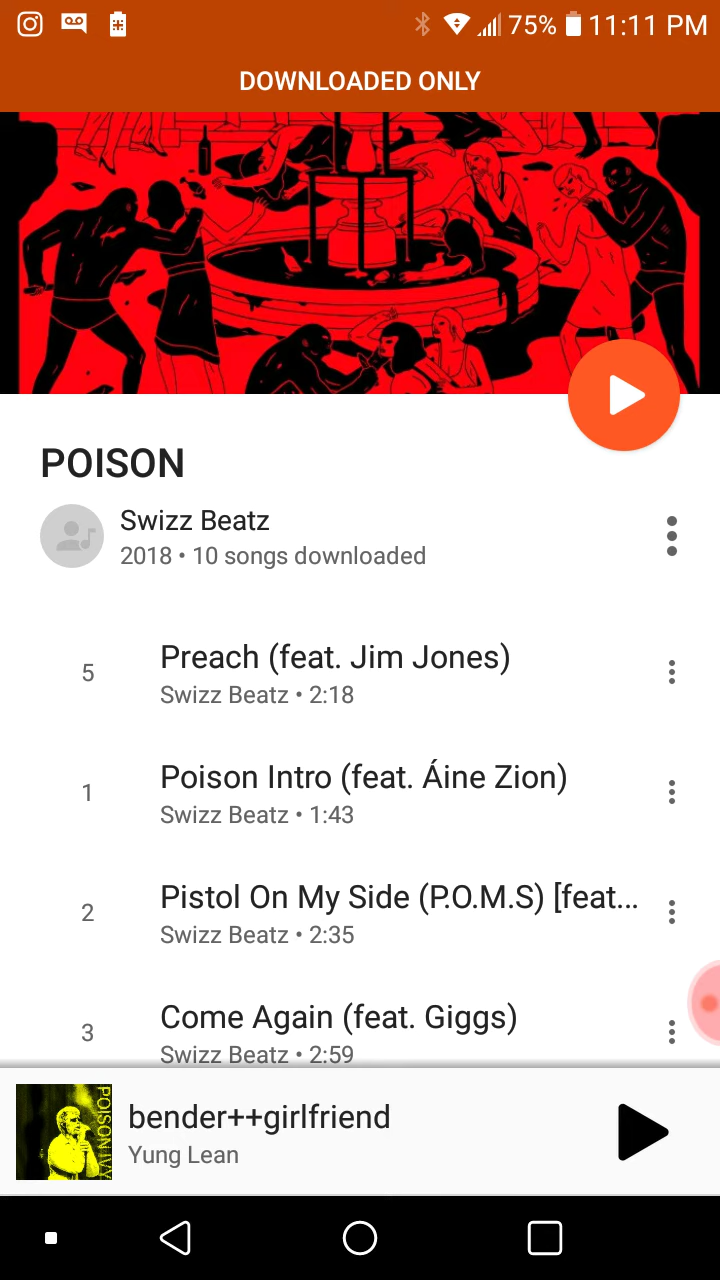 75% 11:11 PM
DOWNLOADED ONLY
POISON
Swizz Beatz
2018 • 10 songs downloaded
5 Preach (feat. Jim Jones)
Swizz Beatz • 2:18
1 Poison Intro (feat. Áine Zion)
Swizz Beatz • 1:43
2 Pistol On My Side (P.O.M.S) [feat...
Swizz Beatz • 2:35
3 Come Again (feat. Giggs)
Swizz Beatz • 2:59
POISON IVY
bender++girlfriend
Yung Lean